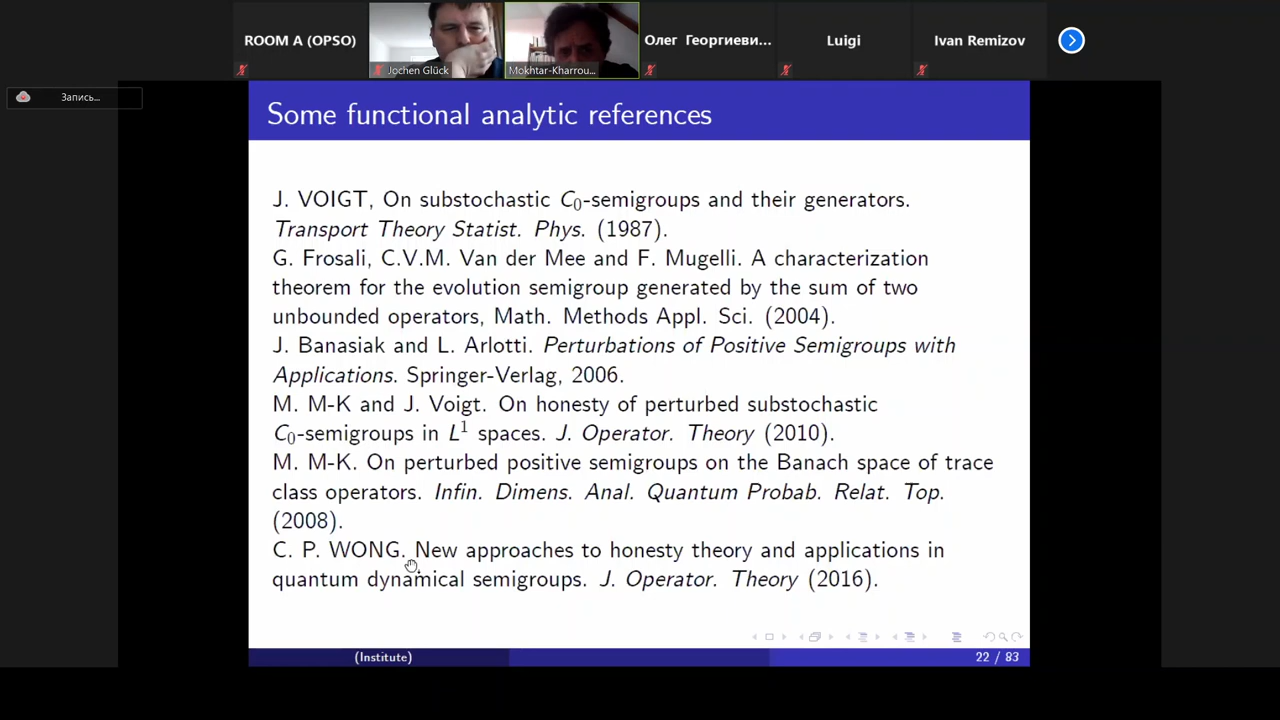 ROOM A (OPSO)
Jochen Glück
Mokhtar-Kharrou...
Олег Георгиеви...
Luigi
Ivan Remizov
Запись...
Some functional analytic references
J. VOIGT, On substochastic C₀-semigroups and their generators.
Transport Theory Statist. Phys. (1987).
G. Frosali, C.V.M. Van der Mee and F. Mugelli. A characterization
theorem for the evolution semigroup generated by the sum of two
unbounded operators, Math. Methods Appl. Sci. (2004).
J. Banasiak and L. Arlotti. Perturbations of Positive Semigroups with
Applications. Springer-Verlag, 2006.
M. M-K and J. Voigt. On honesty of perturbed substochastic
C₀-semigroups in L¹ spaces. J. Operator. Theory (2010).
M. M-K. On perturbed positive semigroups on the Banach space of trace
class operators. Infin. Dimens. Anal. Quantum Probab. Relat. Top.
(2008).
C. P. WONG. New approaches to honesty theory and applications in
quantum dynamical semigroups. J. Operator. Theory (2016).
(Institute)
22 / 83